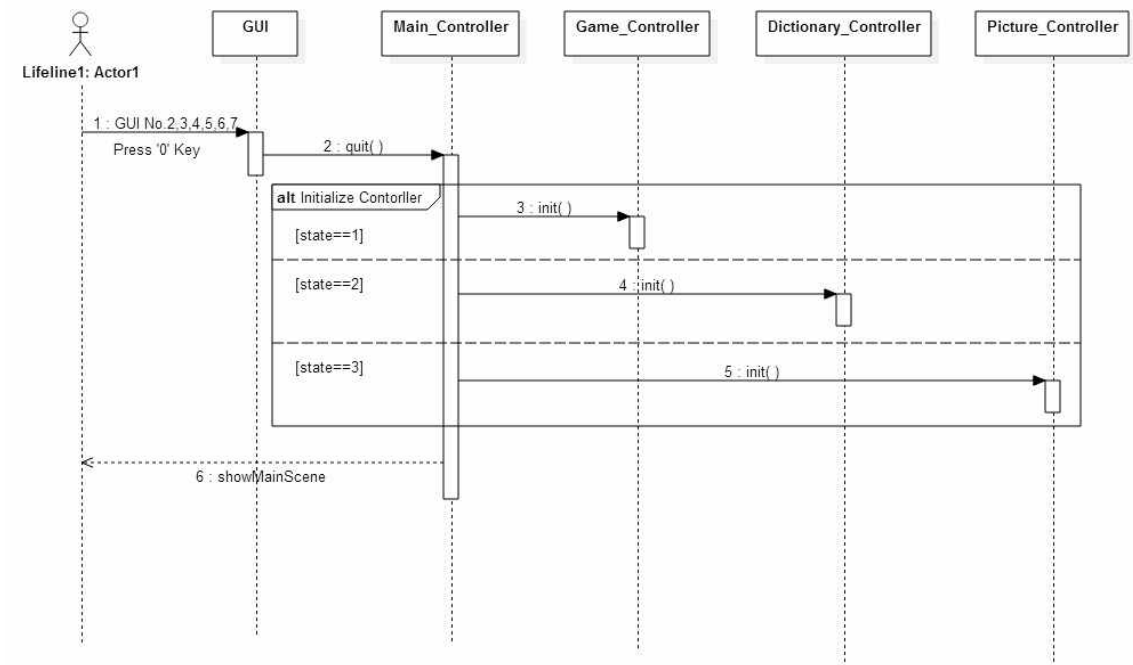 GUI
Main_Controller
Game_Controller
Dictionary_Controller
Picture_Controller
Lifeline1: Actor1
1 : GUI No.2,3,4,5,6,7
Press '0' Key
2 : quit( )
alt Initialize Contorller
3 : init( )
[state==1]
[state==2]
4 : init( )
[state==3]
5 : init( )
6 : showMainScene